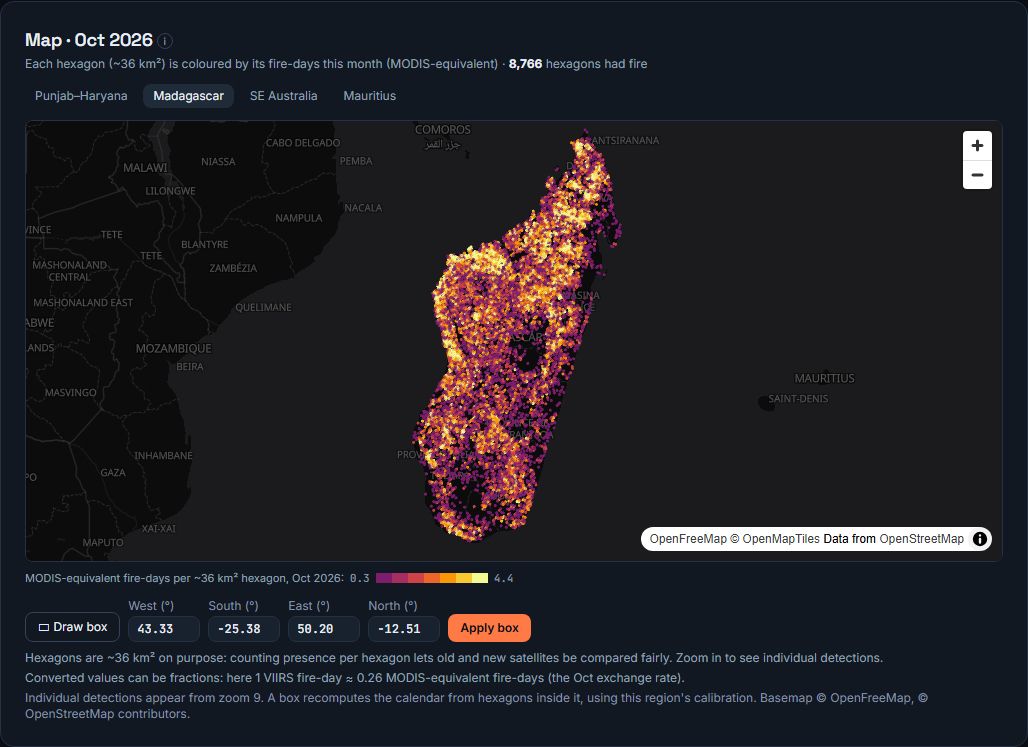 Map · Oct 2026
Each hexagon (~36 km²) is coloured by its fire-days this month (MODIS-equivalent) · 8,766 hexagons had fire
Punjab–Haryana Madagascar SE Australia Mauritius
COMOROS
جزر القمر
ANTSIRANANA
CABO DELGADO
PEMBA
NIASSA
MALAWI
LILONGWE
NACALA
NAMPULA
VINCE
TETE
BLANTYRE
TETE
ZAMBÉZIA
MASHONALAND
CENTRAL
MASHONALAND EAST
QUELIMANE
ABWE
LANDS
MOZAMBIQUE
BEIRA
MASVINGO
MAURITIUS
SAINT-DENIS
INHAMBANE
PROV
PO
GAZA
XAI-XAI
MAPUTO
+
−
OpenFreeMap © OpenMapTiles Data from OpenStreetMap
MODIS-equivalent fire-days per ~36 km² hexagon, Oct 2026: 0.3 4.4
West (°) South (°) East (°) North (°)
Draw box 43.33 -25.38 50.20 -12.51 Apply box
Hexagons are ~36 km² on purpose: counting presence per hexagon lets old and new satellites be compared fairly. Zoom in to see individual detections.
Converted values can be fractions: here 1 VIIRS fire-day ≈ 0.26 MODIS-equivalent fire-days (the Oct exchange rate).
Individual detections appear from zoom 9. A box recomputes the calendar from hexagons inside it, using this region's calibration. Basemap © OpenFreeMap, ©
OpenStreetMap contributors.